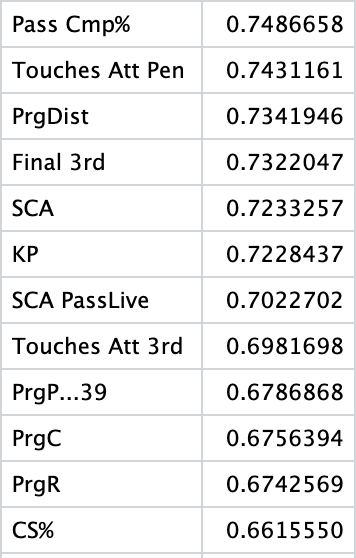 Pass Cmp% 0.7486658
Touches Att Pen 0.7431161
PrgDist 0.7341946
Final 3rd 0.7322047
SCA 0.7233257
KP 0.7228437
SCA PassLive 0.7022702
Touches Att 3rd 0.6981698
PrgP...39 0.6786868
PrgC 0.6756394
PrgR 0.6742569
CS% 0.6615550